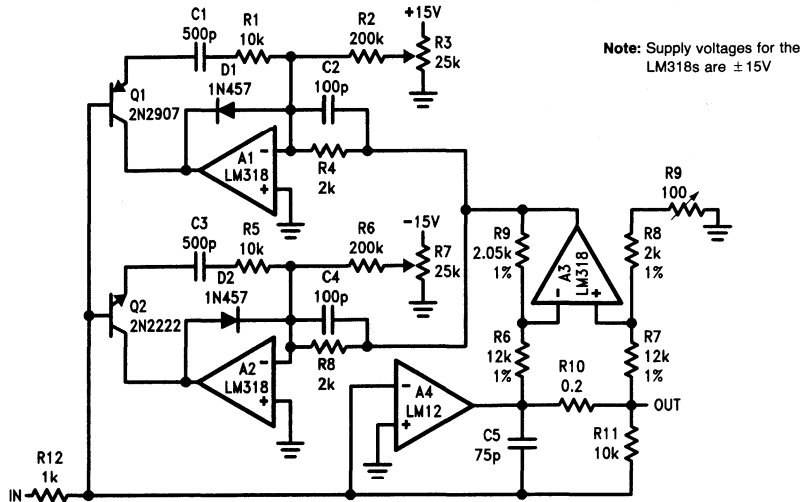 +15V
C1
500p
R1
10k
R2
200k
R3
25k
Note: Supply voltages for the
LM318s are ±15V
D1
1N457
C2
100p
Q1
2N2907
A1
LM318
−
+
R4
2k
R9
100
C3
500p
R5
10k
R6
200k
−15V
R7
25k
R9
2.05k
1%
A3
LM318
−
+
R8
2k
1%
D2
1N457
C4
100p
Q2
2N2222
A2
LM318
−
+
R8
2k
R6
12k
1%
R7
12k
1%
A4
LM12
−
+
R10
0.2
OUT
C5
75p
R11
10k
R12
1k
IN